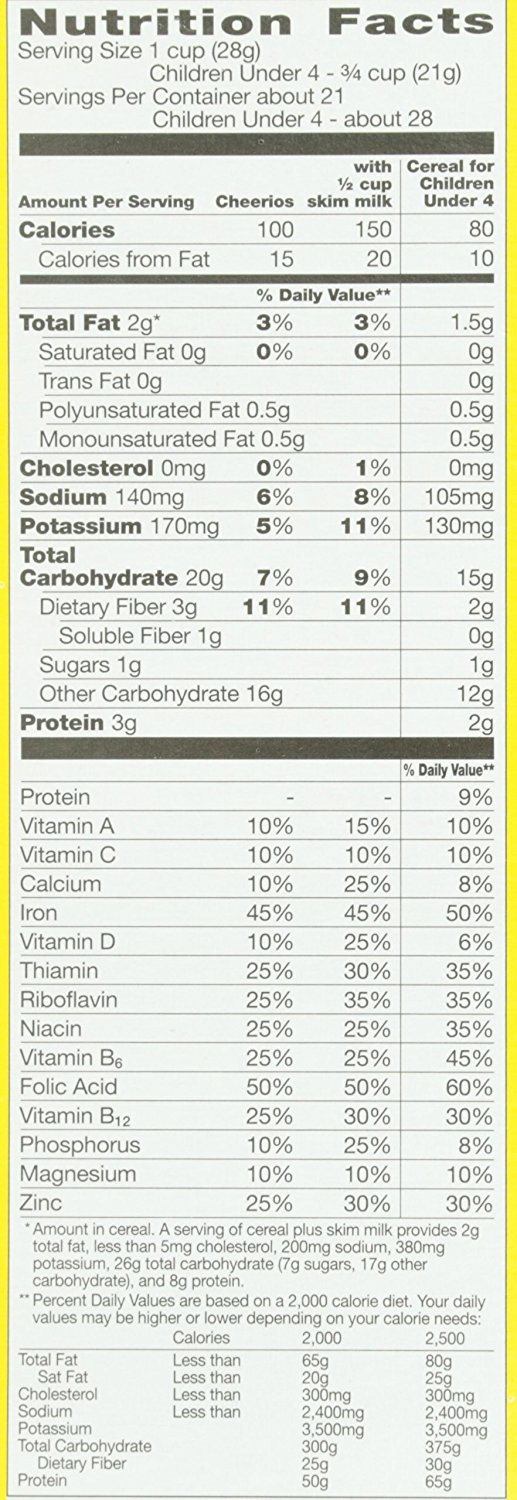 Nutrition Facts
Serving Size 1 cup (28g)
Children Under 4 - ¾ cup (21g)
Servings Per Container about 21
Children Under 4 - about 28
Amount Per Serving Cheerios with ½ cup skim milk Cereal for Children Under 4
Calories 100 150 80
Calories from Fat 15 20 10
% Daily Value**
Total Fat 2g* 3% 3% 1.5g
Saturated Fat 0g 0% 0% 0g
Trans Fat 0g 0g
Polyunsaturated Fat 0.5g 0.5g
Monounsaturated Fat 0.5g 0.5g
Cholesterol 0mg 0% 1% 0mg
Sodium 140mg 6% 8% 105mg
Potassium 170mg 5% 11% 130mg
Total
Carbohydrate 20g 7% 9% 15g
Dietary Fiber 3g 11% 11% 2g
Soluble Fiber 1g 0g
Sugars 1g 1g
Other Carbohydrate 16g 12g
Protein 3g 2g
% Daily Value**
Protein - - 9%
Vitamin A 10% 15% 10%
Vitamin C 10% 10% 10%
Calcium 10% 25% 8%
Iron 45% 45% 50%
Vitamin D 10% 25% 6%
Thiamin 25% 30% 35%
Riboflavin 25% 35% 35%
Niacin 25% 25% 35%
Vitamin B6 25% 25% 45%
Folic Acid 50% 50% 60%
Vitamin B12 25% 30% 30%
Phosphorus 10% 25% 8%
Magnesium 10% 10% 10%
Zinc 25% 30% 30%
*Amount in cereal. A serving of cereal plus skim milk provides 2g
total fat, less than 5mg cholesterol, 200mg sodium, 380mg
potassium, 26g total carbohydrate (7g sugars, 17g other
carbohydrate), and 8g protein.
**Percent Daily Values are based on a 2,000 calorie diet. Your daily
values may be higher or lower depending on your calorie needs:
Calories 2,000 2,500
Total Fat Less than 65g 80g
Sat Fat Less than 20g 25g
Cholesterol Less than 300mg 300mg
Sodium Less than 2,400mg 2,400mg
Potassium 3,500mg 3,500mg
Total Carbohydrate 300g 375g
Dietary Fiber 25g 30g
Protein 50g 65g